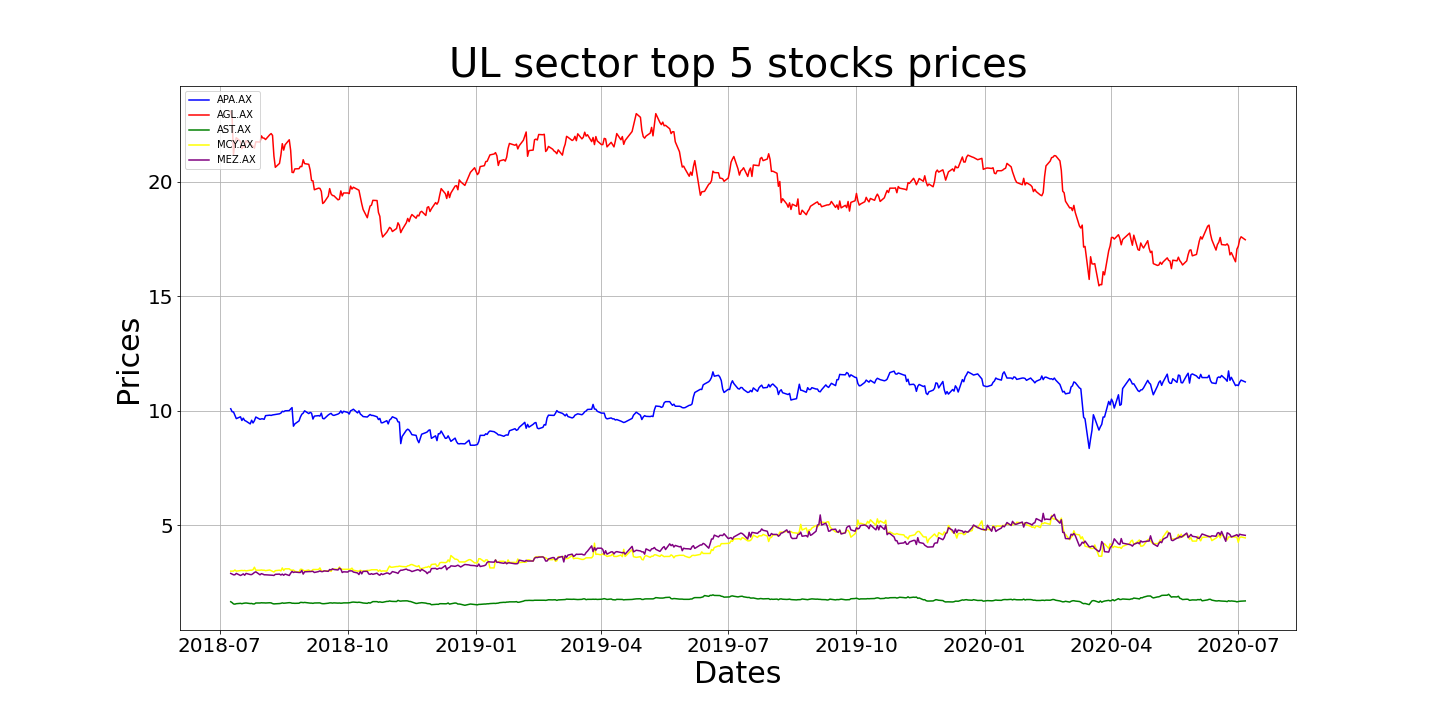 UL sector top 5 stocks prices
APA.AX
AGL.AX
AST.AX
MCY.AX
MEZ.AX
20
15
10
5
Prices
2018-07 2018-10 2019-01 2019-04 2019-07 2019-10 2020-01 2020-04 2020-07
Dates